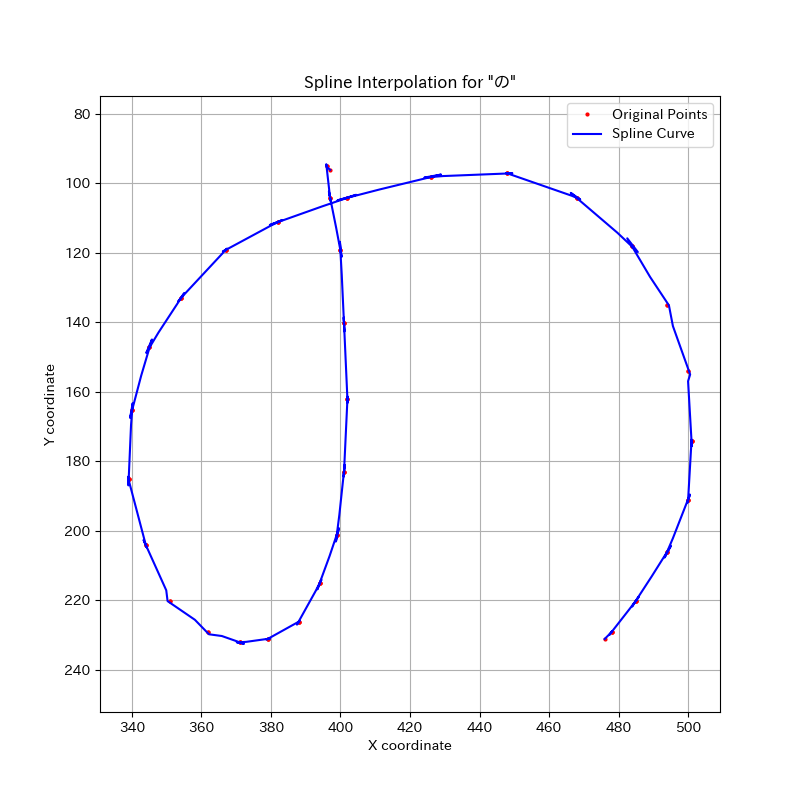 Spline Interpolation for "の"
Original Points
Spline Curve
80
100
120
140
160
180
200
220
240
Y coordinate
340 360 380 400 420 440 460 480 500
X coordinate